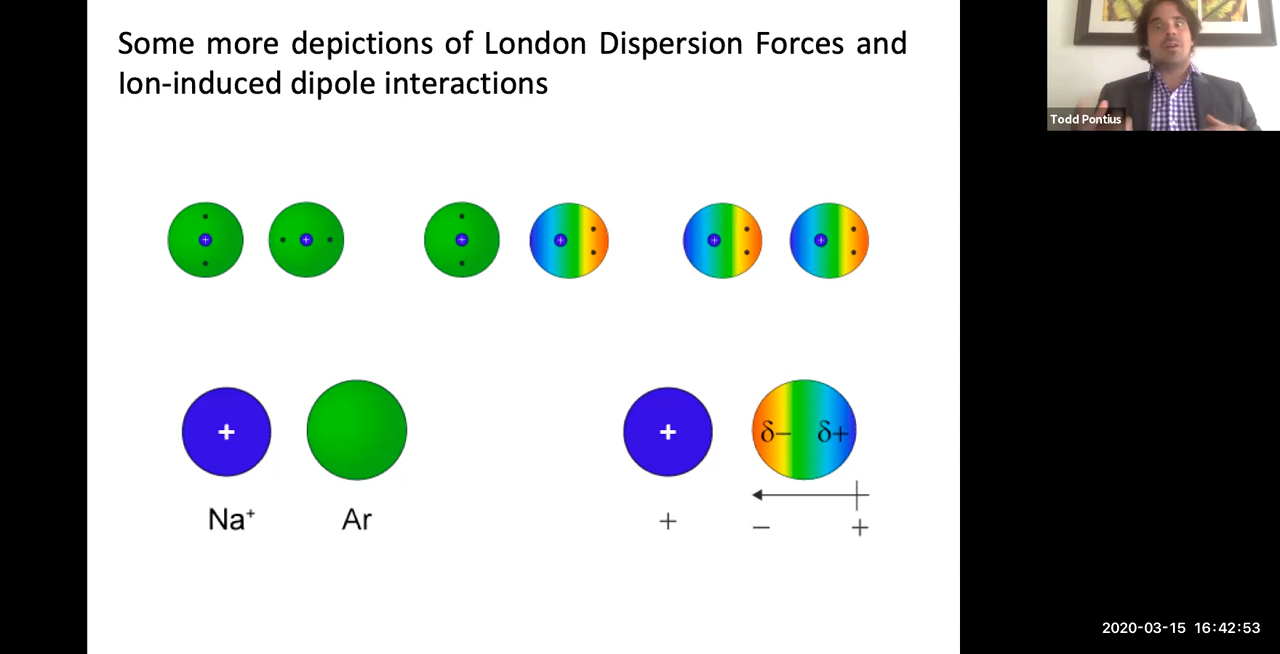 Some more depictions of London Dispersion Forces and
Ion-induced dipole interactions
Todd Pontius
+ + + + + +
+ + δ− δ+
Na⁺ Ar + − +
2020-03-15 16:42:53